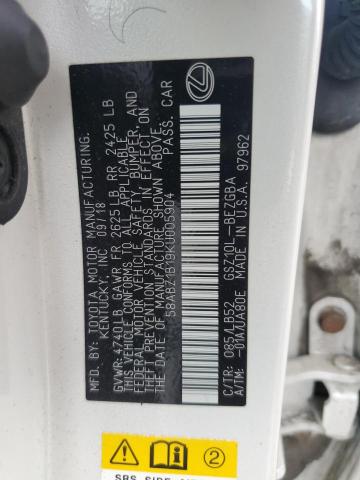 MFD. BY: TOYOTA MOTOR MANUFACTURING.
KENTUCKY, INC. 09/18
GVWR: 4740LB GAWR FR 2625 LB RR 2425 LB
THIS VEHICLE CONFORMS TO ALL APPLICABLE
FEDERAL MOTOR VEHICLE SAFETY, BUMPER, AND
THEFT PREVENTION STANDARDS IN EFFECT ON
THE DATE OF MANUFACTURE SHOWN ABOVE.
PASS. CAR
C/TR: 085/LB52 GSZ10L-BEZGBA
A/TM: -01A/UA80E MADE IN U.S.A. 97962
2
SRS SIDE